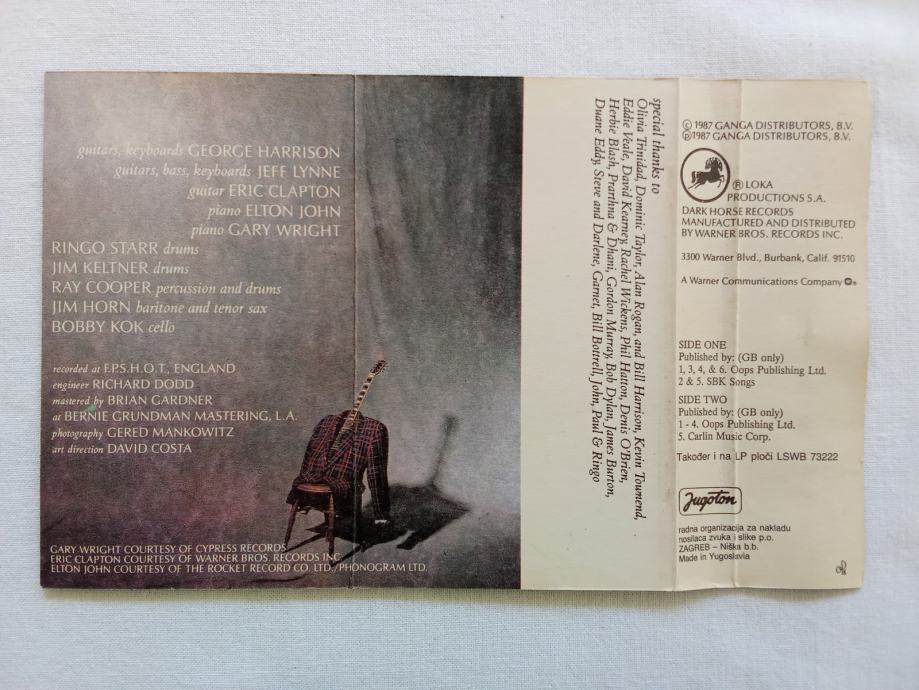 guitars, keyboards GEORGE HARRISON
guitars, bass, keyboards JEFF LYNNE
guitar ERIC CLAPTON
piano ELTON JOHN
piano GARY WRIGHT
RINGO STARR drums
JIM KELTNER drums
RAY COOPER percussion and drums
JIM HORN baritone and tenor sax
BOBBY KOK cello
recorded at F.P.S.H.O.T., ENGLAND
engineer RICHARD DODD
mastered by BRIAN GARDNER
at BERNIE GRUNDMAN MASTERING, L.A.
photography GERED MANKOWITZ
art direction DAVID COSTA
GARY WRIGHT COURTESY OF CYPRESS RECORDS
ERIC CLAPTON COURTESY OF WARNER BROS. RECORDS INC.
ELTON JOHN COURTESY OF THE ROCKET RECORD CO. LTD./PHONOGRAM LTD.
special thanks to
Olivia Trinidad, Dominic Taylor, Alan Rogan, and Bill Harrison, Kevin Townend,
Eddie Veale, David Kearney, Rachel Wickens, Phil Hatton, Denis O'Brien,
Herbie Blash, Prarthna & Dhani, Gordon Murray, Bob Dylan, James Burton,
Duane Eddy, Steve and Darlene, Garnet, Bill Bottrell, John, Paul & Ringo
© 1987 GANGA DISTRIBUTORS, B.V.
℗1987 GANGA DISTRIBUTORS, B.V.
® LOKA
PRODUCTIONS S.A.
DARK HORSE RECORDS
MANUFACTURED AND DISTRIBUTED
BY WARNER BROS. RECORDS INC.
3300 Warner Blvd., Burbank, Calif. 91510
A Warner Communications Company
SIDE ONE
Published by: (GB only)
1, 3, 4, & 6. Oops Publishing Ltd.
2 & 5. SBK Songs
SIDE TWO
Published by: (GB only)
1 - 4. Oops Publishing Ltd.
5. Carlin Music Corp.
Također i na LP ploči LSWB 73222
Jugoton
radna organizacija za nakladu
nosilaca zvuka i slike p.o.
ZAGREB – Niška b.b.
Made in Yugoslavia